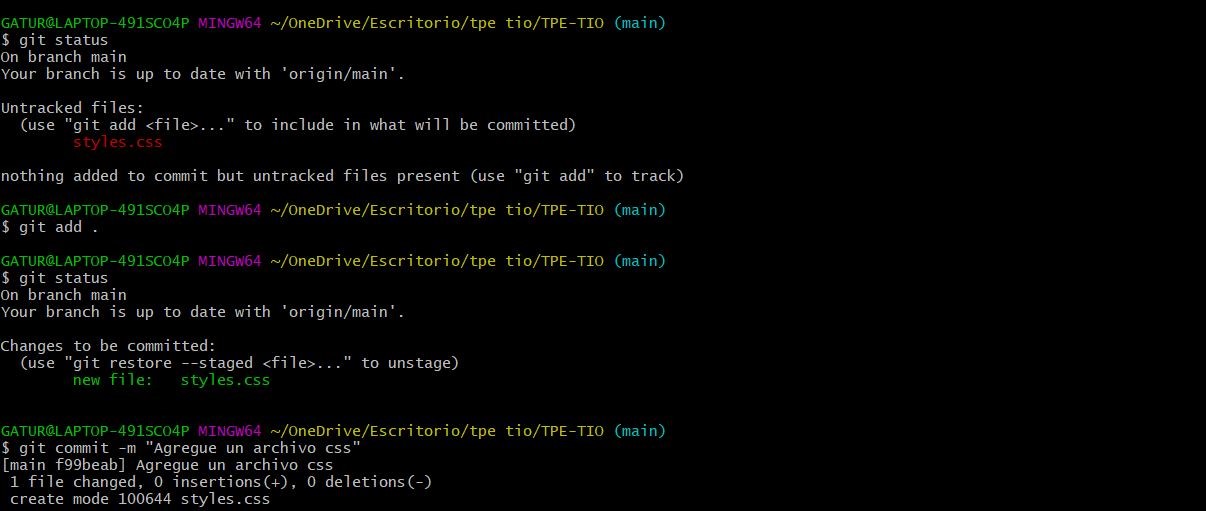 GATUR@LAPTOP-491SCO4P MINGW64 ~/OneDrive/Escritorio/tpe tio/TPE-TIO (main)
$ git status
On branch main
Your branch is up to date with 'origin/main'.
Untracked files:
  (use "git add <file>..." to include in what will be committed)
        styles.css
nothing added to commit but untracked files present (use "git add" to track)
GATUR@LAPTOP-491SCO4P MINGW64 ~/OneDrive/Escritorio/tpe tio/TPE-TIO (main)
$ git add .
GATUR@LAPTOP-491SCO4P MINGW64 ~/OneDrive/Escritorio/tpe tio/TPE-TIO (main)
$ git status
On branch main
Your branch is up to date with 'origin/main'.
Changes to be committed:
  (use "git restore --staged <file>..." to unstage)
        new file:   styles.css
GATUR@LAPTOP-491SCO4P MINGW64 ~/OneDrive/Escritorio/tpe tio/TPE-TIO (main)
$ git commit -m "Agregue un archivo css"
[main f99beab] Agregue un archivo css
 1 file changed, 0 insertions(+), 0 deletions(-)
 create mode 100644 styles.css